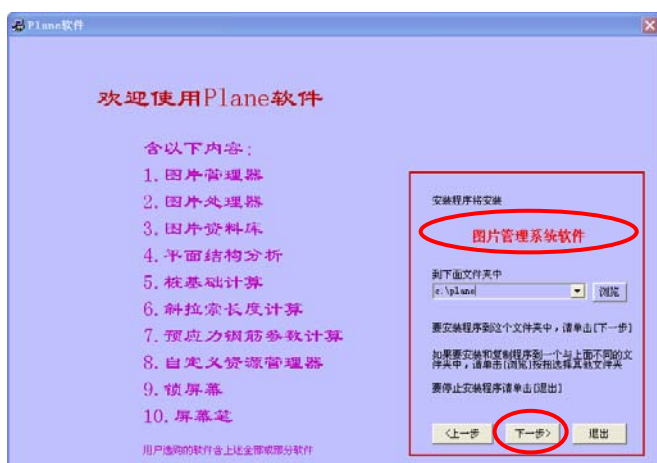 Plane软件
欢迎使用Plane软件
含以下内容：
1. 图片管理器
2. 图片处理器
3. 图片资料库
4. 平面结构分析
5. 桩基础计算
6. 斜拉索长度计算
7. 预应力钢筋参数计算
8. 自定义资源管理器
9. 锁屏幕
10. 屏幕笔
用户选购的软件含上述全部或部分软件
安装程序将安装
图片管理系统软件
到下面文件夹中
c:\plane
浏览
要安装程序到这个文件夹中，请单击[下一步]
如果要安装和复制程序到一个与上面不同的文
件夹中，请单击[浏览]按扭选择其他文件夹
要停止安装程序请单击[退出]
<上一步 下一步> 退出